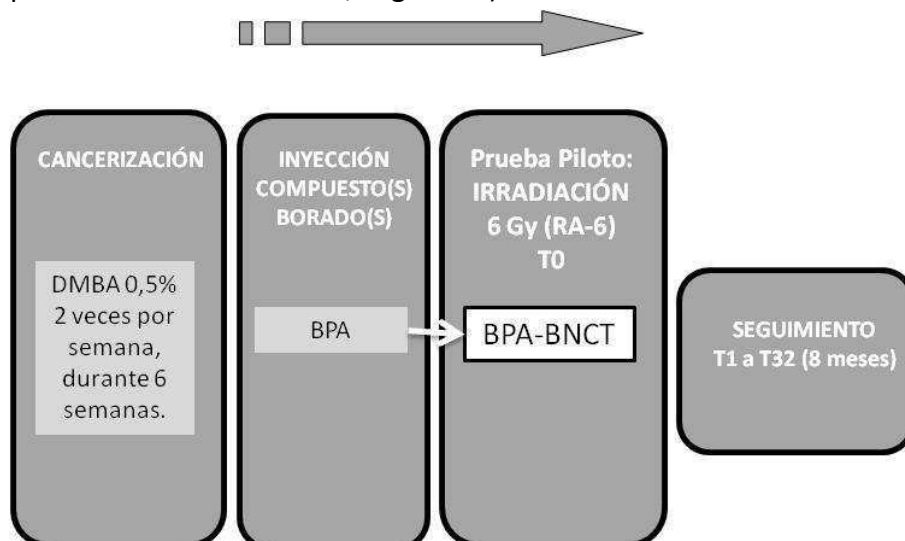 CANCERIZACIÓN
DMBA 0,5%
2 veces por
semana,
durante 6
semanas.
INYECCIÓN
COMPUESTO(S)
BORADO(S)
BPA
Prueba Piloto:
IRRADIACIÓN
6 Gy (RA-6)
T0
BPA-BNCT
SEGUIMIENTO
T1 a T32 (8 meses)